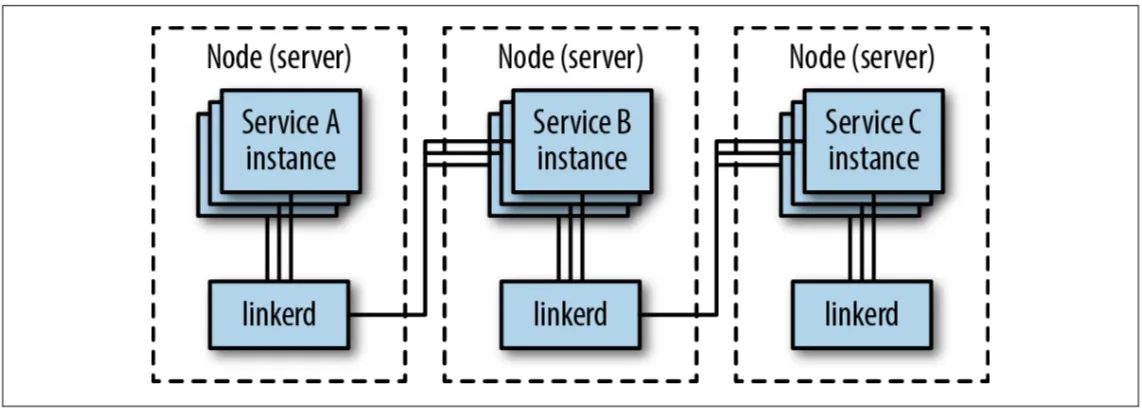 Node (server)
Service A
instance
linkerd
Node (server)
Service B
instance
linkerd
Node (server)
Service C
instance
linkerd